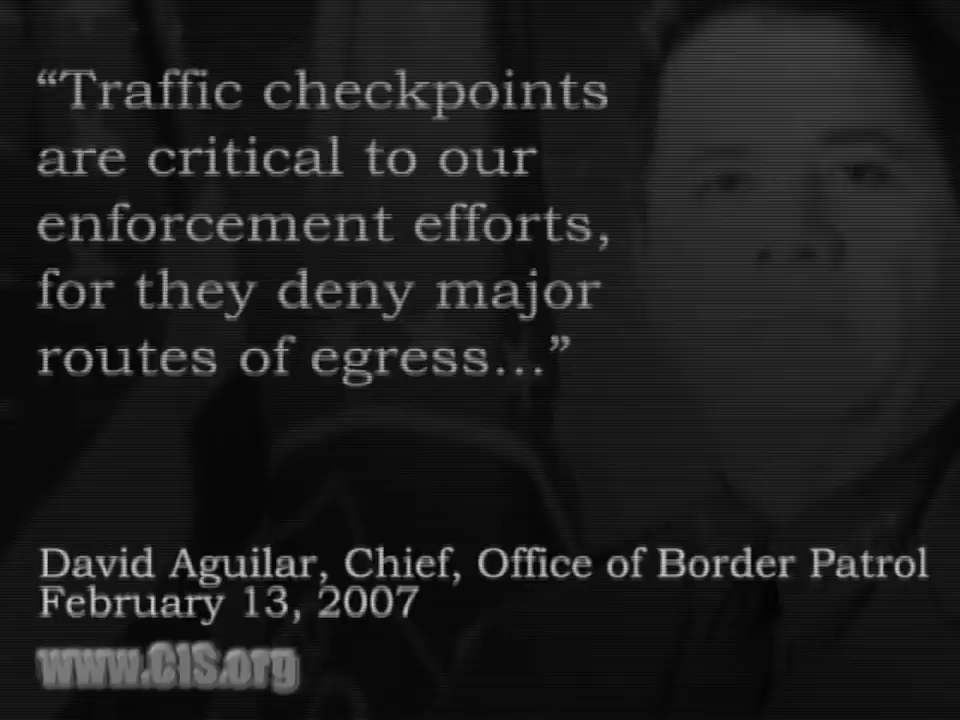 “Traffic checkpoints
are critical to our
enforcement efforts,
for they deny major
routes of egress...”
David Aguilar, Chief, Office of Border Patrol
February 13, 2007
www.CIS.org